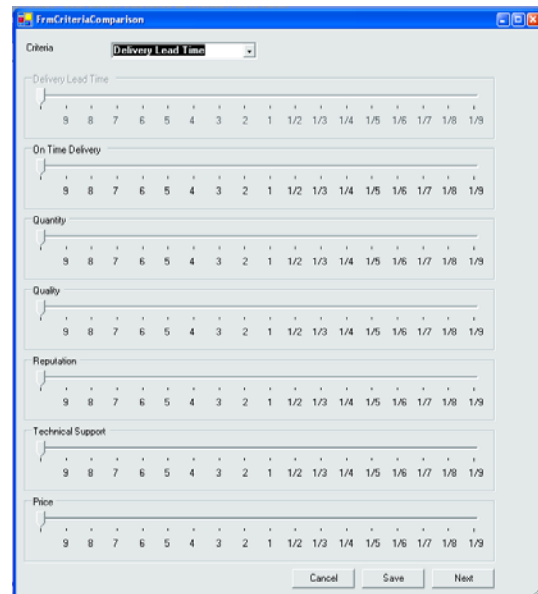 FrmCriteriaComparison
Criteria Delivery Lead Time
Delivery Lead Time
9 8 7 6 5 4 3 2 1 1/2 1/3 1/4 1/5 1/6 1/7 1/8 1/9
On Time Delivery
9 8 7 6 5 4 3 2 1 1/2 1/3 1/4 1/5 1/6 1/7 1/8 1/9
Quantity
9 8 7 6 5 4 3 2 1 1/2 1/3 1/4 1/5 1/6 1/7 1/8 1/9
Quality
9 8 7 6 5 4 3 2 1 1/2 1/3 1/4 1/5 1/6 1/7 1/8 1/9
Reputation
9 8 7 6 5 4 3 2 1 1/2 1/3 1/4 1/5 1/6 1/7 1/8 1/9
Technical Support
9 8 7 6 5 4 3 2 1 1/2 1/3 1/4 1/5 1/6 1/7 1/8 1/9
Price
9 8 7 6 5 4 3 2 1 1/2 1/3 1/4 1/5 1/6 1/7 1/8 1/9
Cancel Save Next